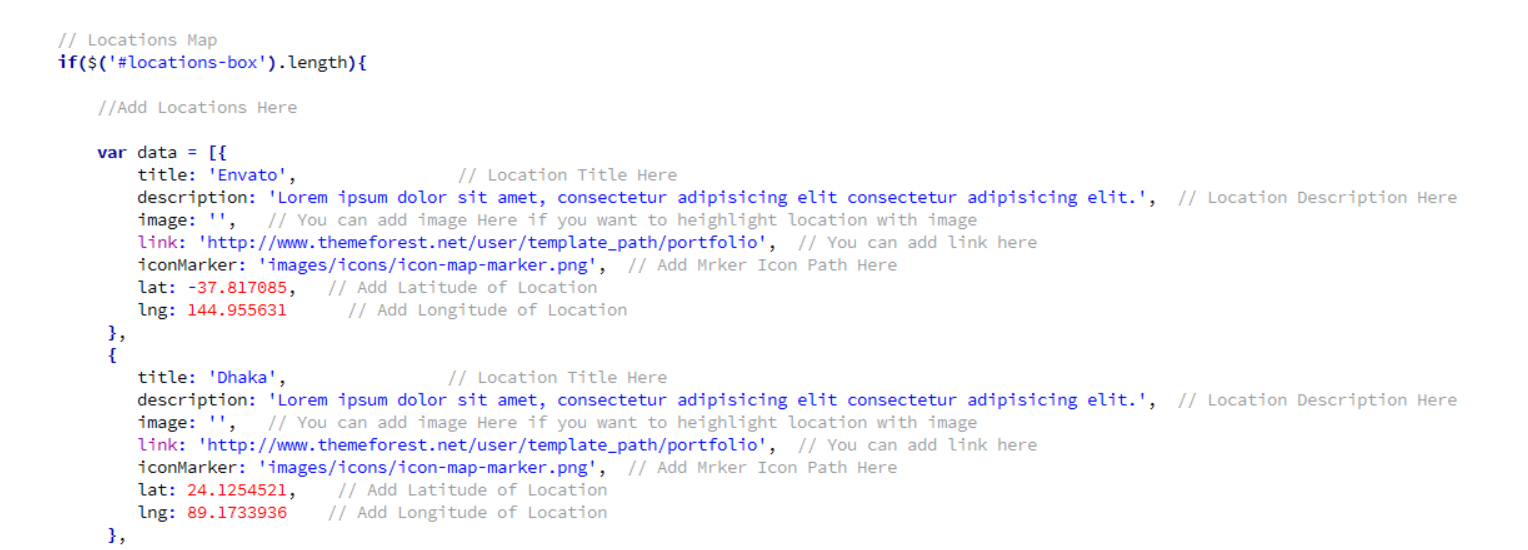 // Locations Map
if($('#locations-box').length){
//Add Locations Here
var data = [{
title: 'Envato', // Location Title Here
description: 'Lorem ipsum dolor sit amet, consectetur adipisicing elit consectetur adipisicing elit.', // Location Description Here
image: '', // You can add image Here if you want to heighlight location with image
link: 'http://www.themeforest.net/user/template_path/portfolio', // You can add link here
iconMarker: 'images/icons/icon-map-marker.png', // Add Mrker Icon Path Here
lat: -37.817085, // Add Latitude of Location
lng: 144.955631 // Add Longitude of Location
},
{
title: 'Dhaka', // Location Title Here
description: 'Lorem ipsum dolor sit amet, consectetur adipisicing elit consectetur adipisicing elit.', // Location Description Here
image: '', // You can add image Here if you want to heighlight location with image
link: 'http://www.themeforest.net/user/template_path/portfolio', // You can add link here
iconMarker: 'images/icons/icon-map-marker.png', // Add Mrker Icon Path Here
lat: 24.1254521, // Add Latitude of Location
lng: 89.1733936 // Add Longitude of Location
},